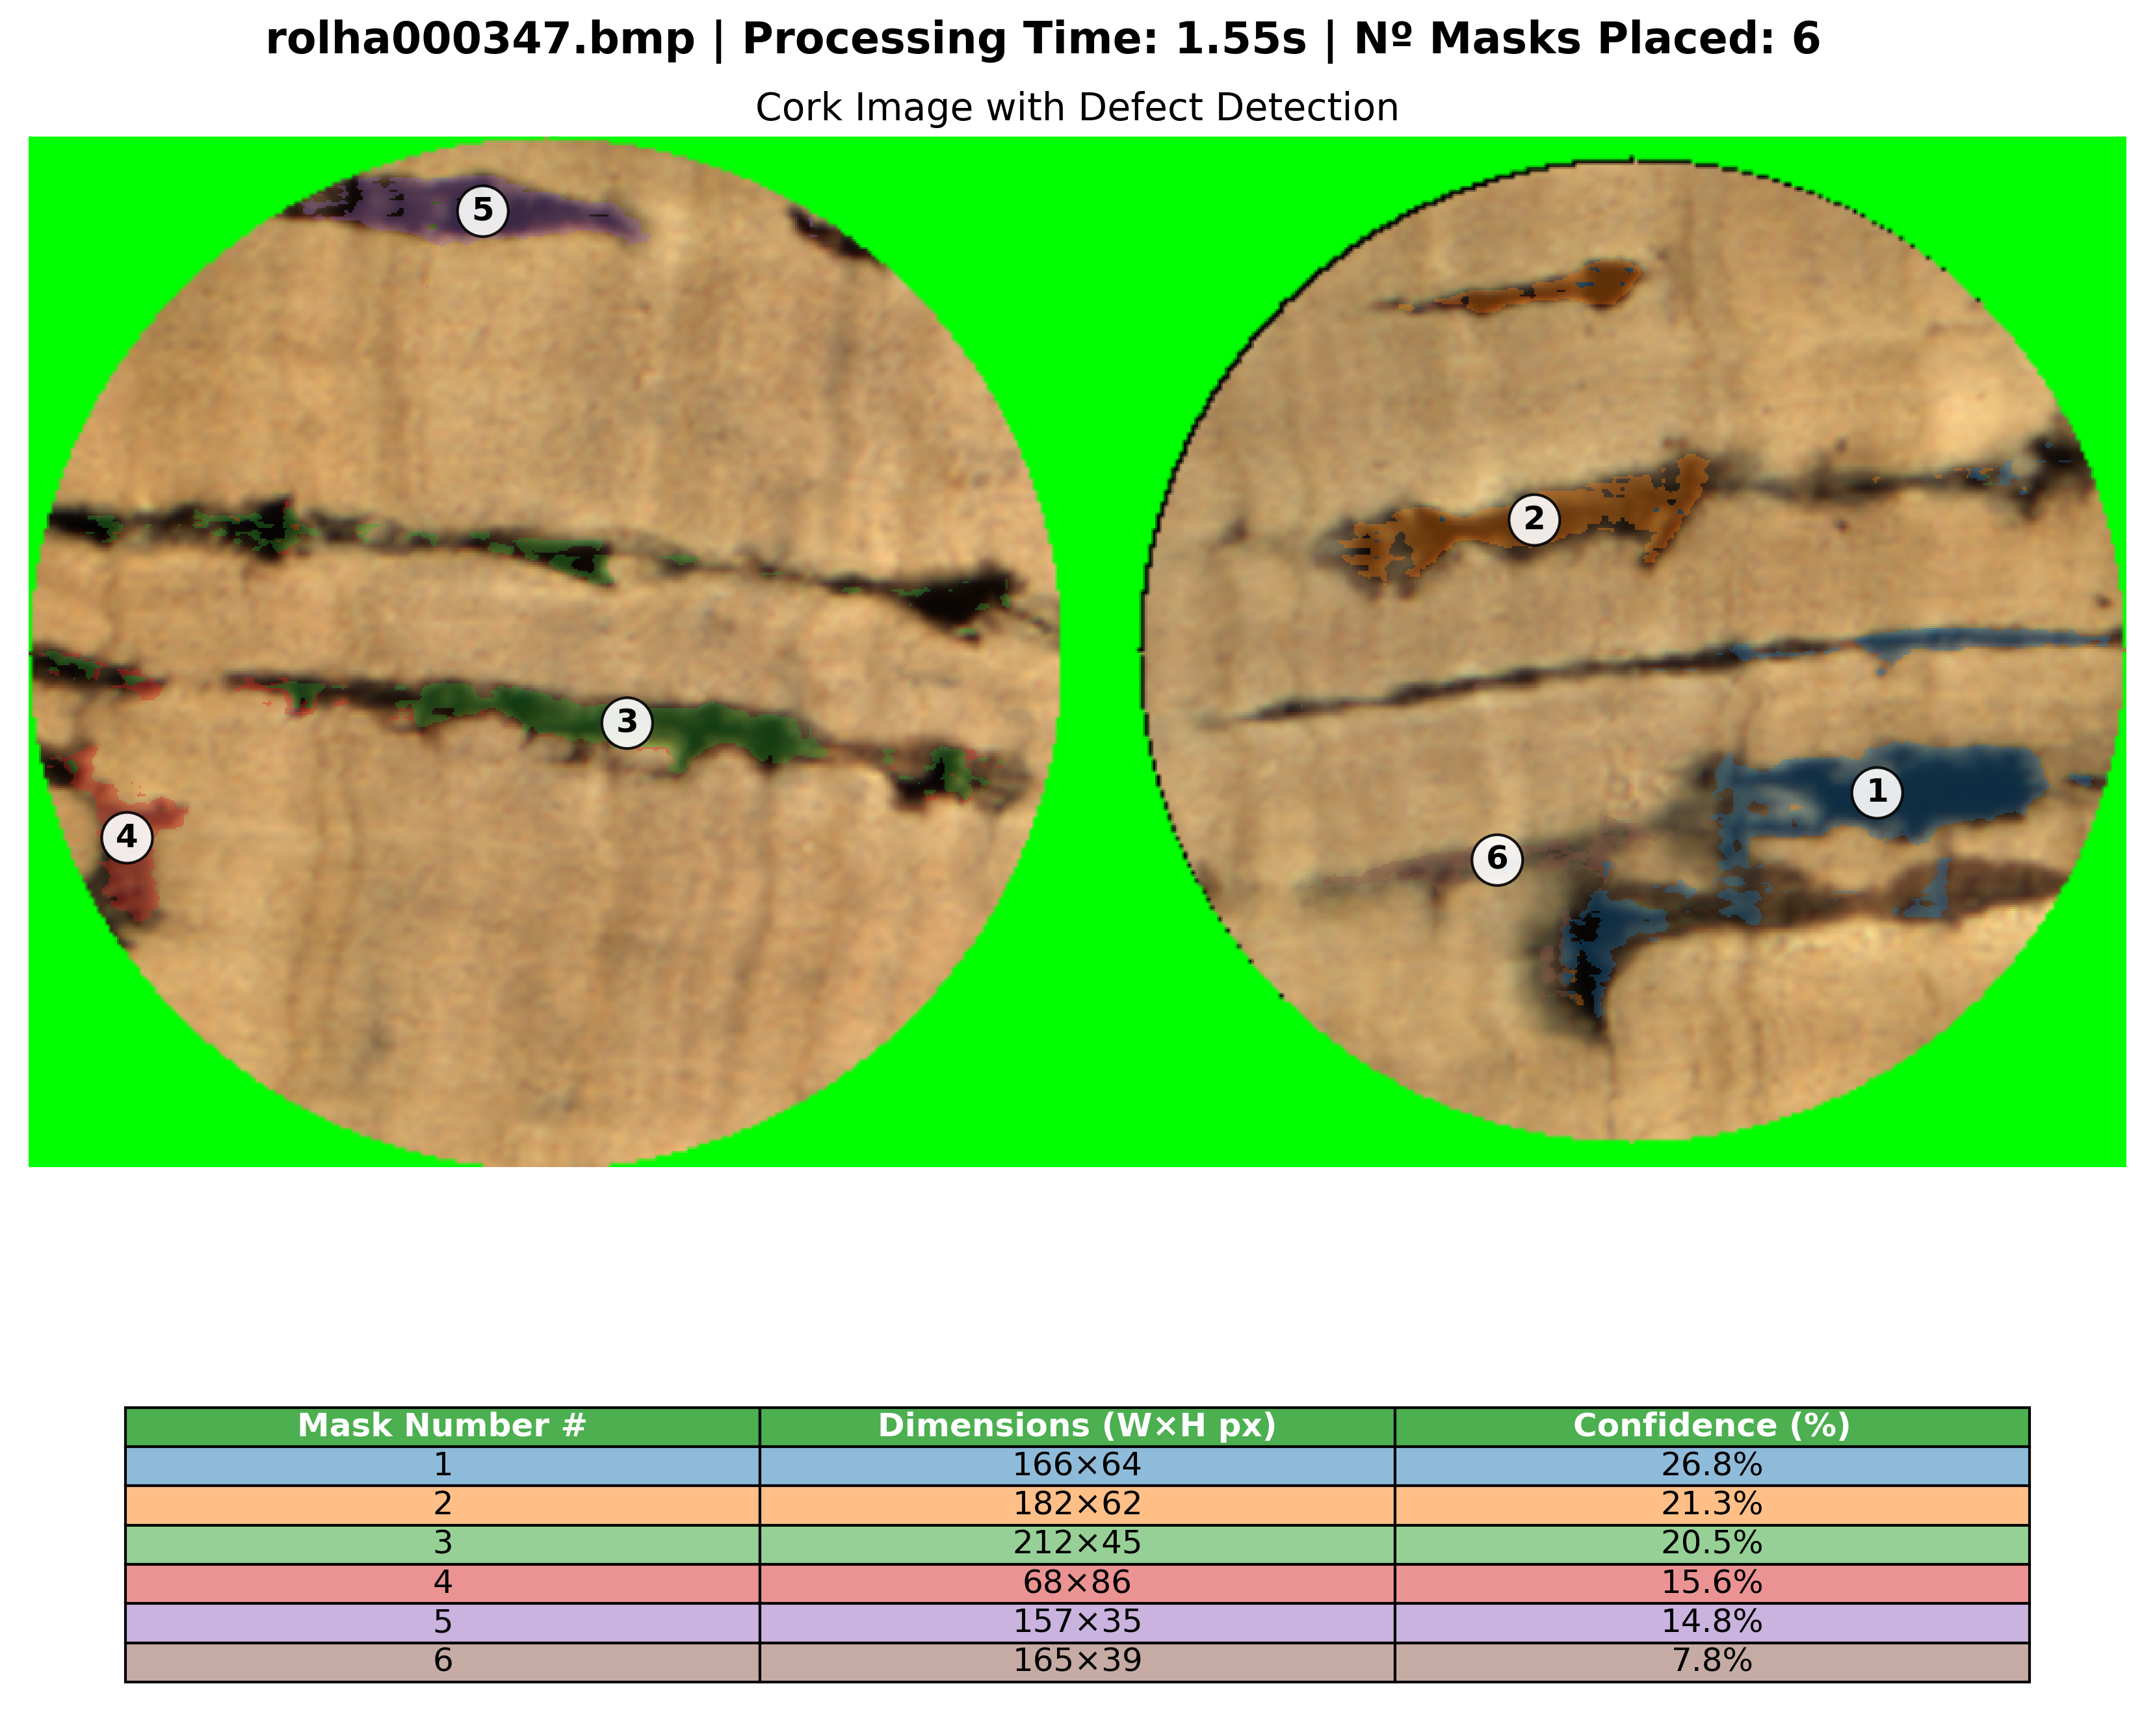 rolha000347.bmp | Processing Time: 1.55s | Nº Masks Placed: 6
Cork Image with Defect Detection
5
2
3
1
4
6
Mask Number # Dimensions (W×H px) Confidence (%)
1 166×64 26.8%
2 182×62 21.3%
3 212×45 20.5%
4 68×86 15.6%
5 157×35 14.8%
6 165×39 7.8%